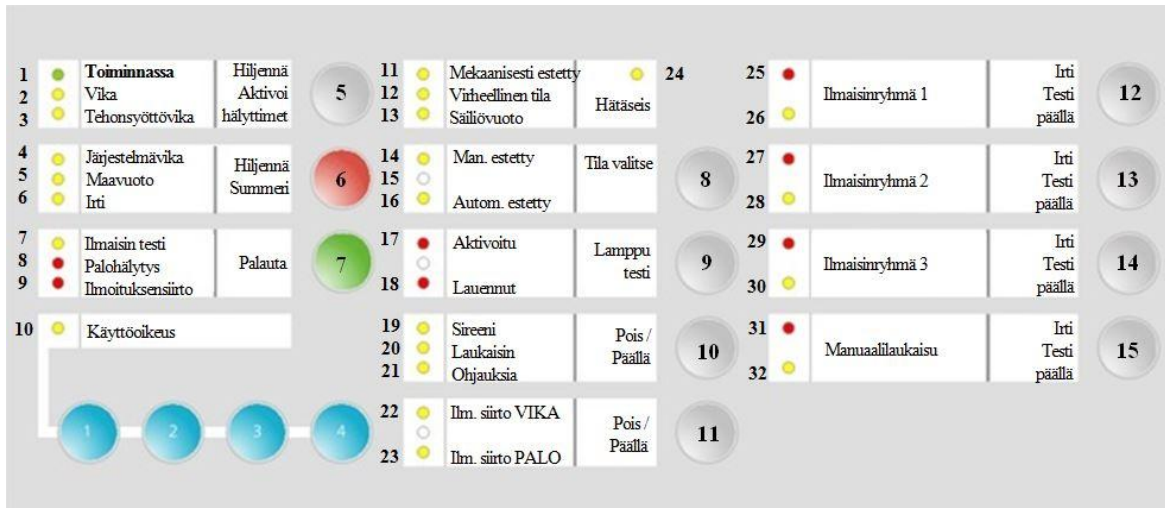 1 Toiminnassa Hiljennä
2 Vika Aktivoi 5
3 Tehonsyöttövika hälyttimet
4 Järjestelmävika Hiljennä
5 Maavuoto Summeri 6
6 Irti
7 Ilmaisin testi
8 Palohälytys Palauta 7
9 Ilmoituksensiirto
10 Käyttöoikeus
1 2 3 4
11 Mekaanisesti estetty 24
12 Virheellinen tila Hätäseis
13 Säiliövuoto
14 Man. estetty Tila valitse
15 8
16 Autom. estetty
17 Aktivoitu Lamppu
testi 9
18 Lauennut
19 Sireeni Pois /
20 Laukaisin Päällä 10
21 Ohjauksia
22 Ilm. siirto VIKA Pois /
Päällä 11
23 Ilm. siirto PALO
25 Irti
Ilmaisinryhmä 1 Testi 12
26 päällä
27 Irti
Ilmaisinryhmä 2 Testi 13
28 päällä
29 Irti
Ilmaisinryhmä 3 Testi 14
30 päällä
31 Irti
Manuaalilaukaisu Testi 15
32 päällä